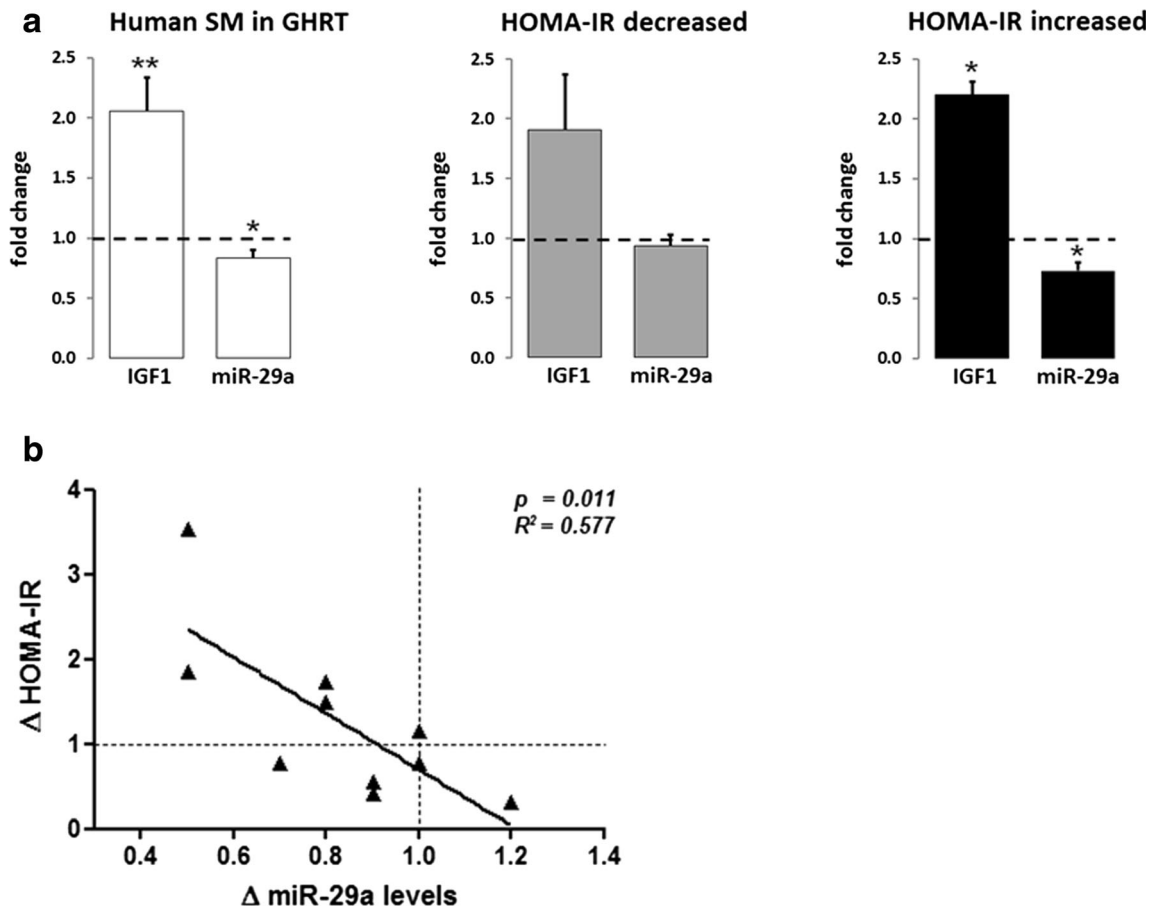 a
Human SM in GHRT
HOMA-IR decreased
HOMA-IR increased
fold change
2.5
2.0
1.5
1.0
0.5
0.0
**
*
IGF1
miR-29a
fold change
2.5
2.0
1.5
1.0
0.5
0.0
IGF1
miR-29a
fold change
2.5
2.0
1.5
1.0
0.5
0.0
*
*
IGF1
miR-29a
b
Δ HOMA-IR
4
3
2
1
0
p = 0.011
R² = 0.577
0.4 0.6 0.8 1.0 1.2 1.4
Δ miR-29a levels